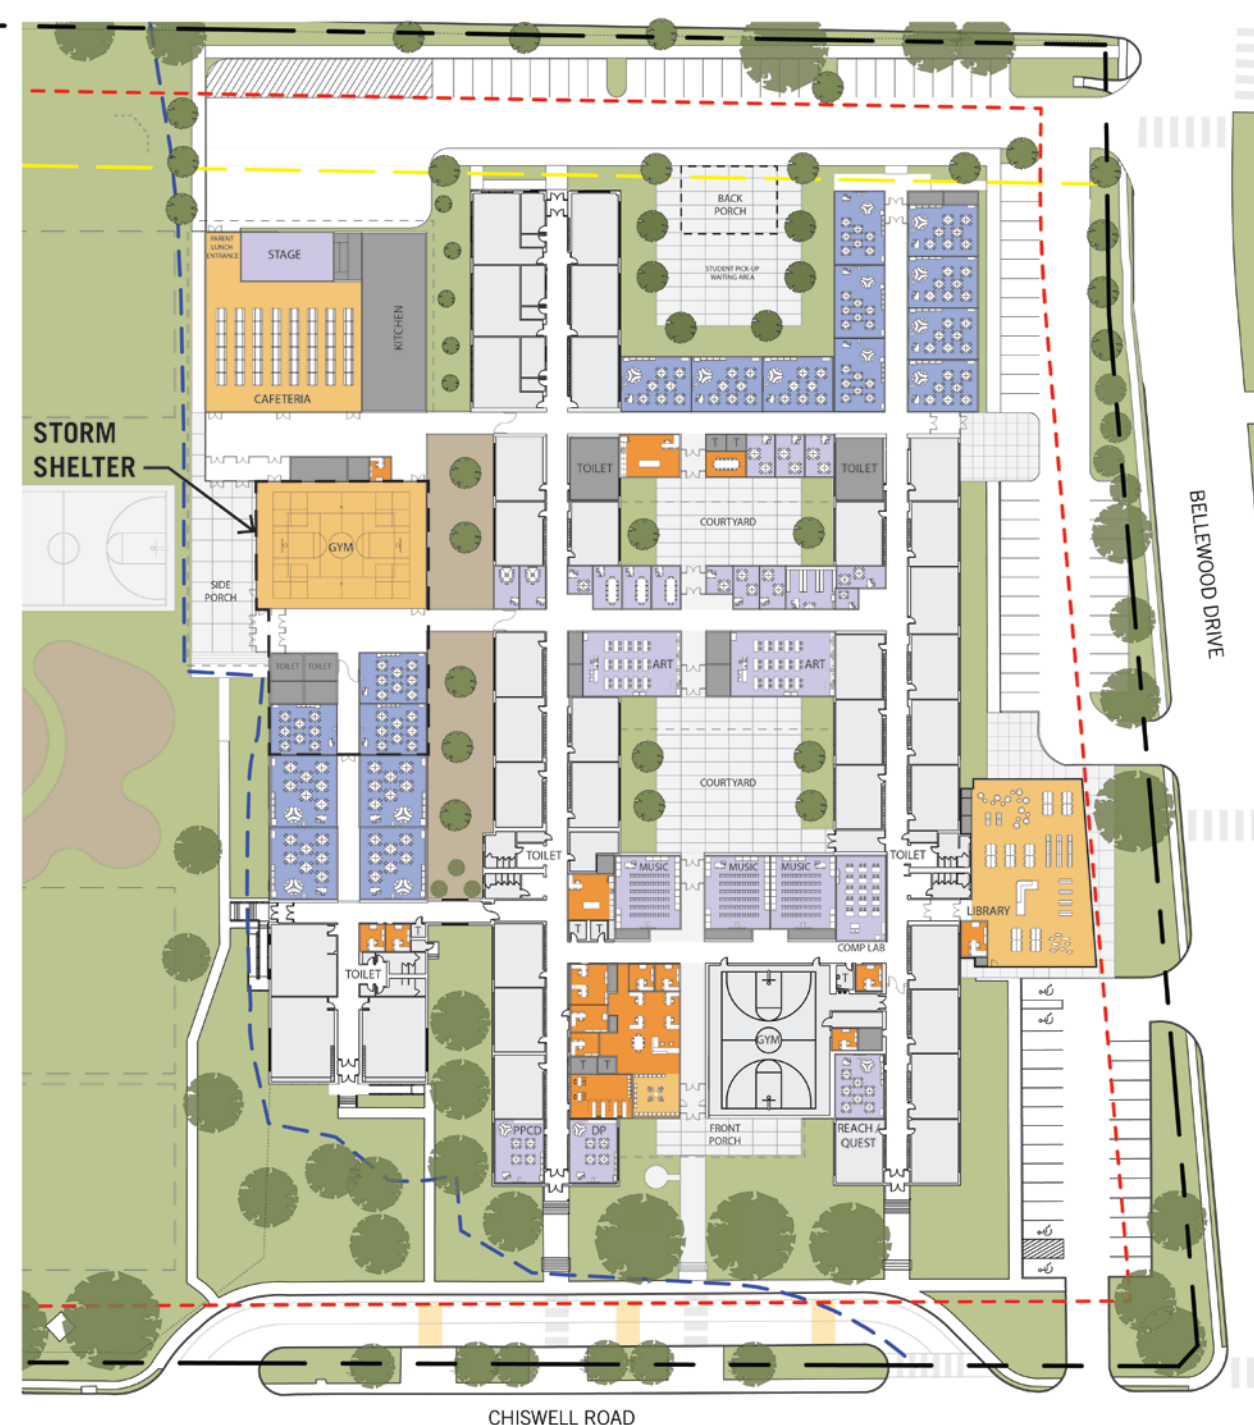 BACK
PORCH
PARENT
LUNCH
ENTRANCE
STAGE
STUDENT PICK-UP
WAITING AREA
KITCHEN
CAFETERIA
STORM
SHELTER
TOILET
T
T
TOILET
COURTYARD
GYM
SIDE
PORCH
BELLEWOOD DRIVE
TOILET
TOILET
ART
ART
COURTYARD
TOILET
TOILET
MUSIC
MUSIC
MUSIC
LIBRARY
T
T
T
COMP LAB
TOILET
T
GYM
T
T
PPCD
DP
FRONT
PORCH
REACH /
QUEST
CHISWELL ROAD